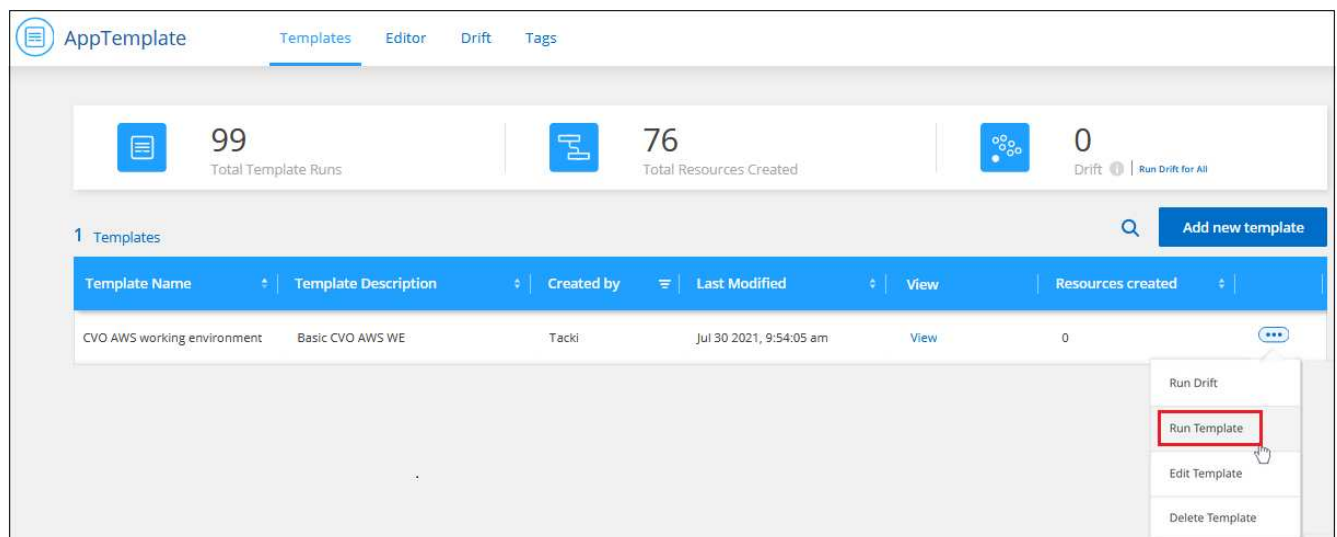 AppTemplate Templates Editor Drift Tags
99 76 0
Total Template Runs Total Resources Created Drift Run Drift for All
1 Templates Add new template
Template Name Template Description Created by Last Modified View Resources created
CVO AWS working environment Basic CVO AWS WE Tacki Jul 30 2021, 9:54:05 am View 0
Run Drift
Run Template
Edit Template
Delete Template